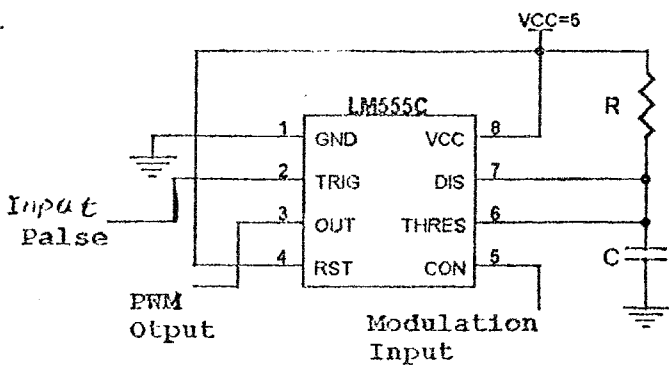 VCC=5
LM555C
R
1 GND VCC 8
2 TRIG DIS 7
Input
Palse
3 OUT THRES 6
4 RST CON 5
C
PWM
Otput
Modulation
Input